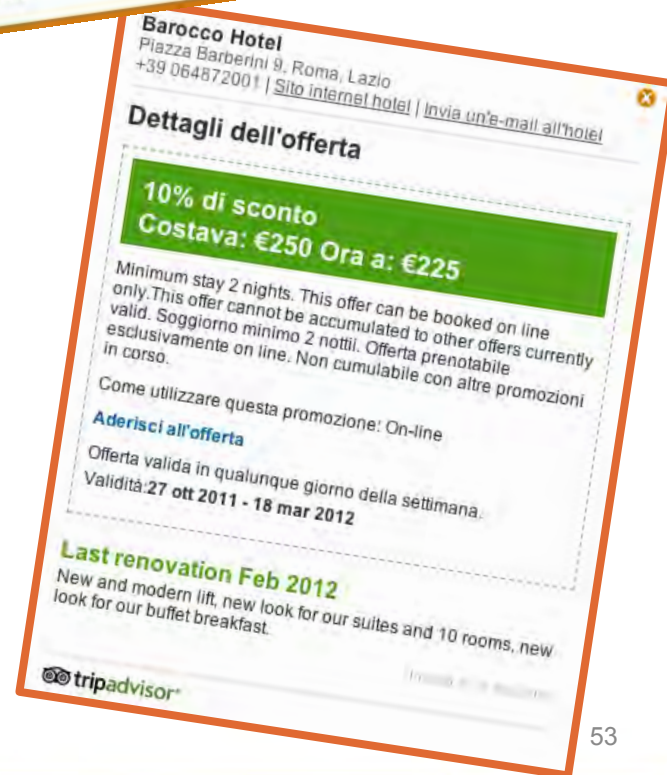 Barocco Hotel
Piazza Barberini 9, Roma, Lazio
+39 064872001 | Sito internet hotel | Invia un'e-mail all'hotel
Dettagli dell'offerta
10% di sconto
Costava: €250 Ora a: €225
Minimum stay 2 nights. This offer can be booked on line
only.This offer cannot be accumulated to other offers currently
valid. Soggiorno minimo 2 nottii. Offerta prenotabile
esclusivamente on line. Non cumulabile con altre promozioni
in corso.
Come utilizzare questa promozione: On-line
Aderisci all'offerta
Offerta valida in qualunque giorno della settimana.
Validità:27 ott 2011 - 18 mar 2012
Last renovation Feb 2012
New and modern lift, new look for our suites and 10 rooms, new
look for our buffet breakfast.
tripadvisor
53